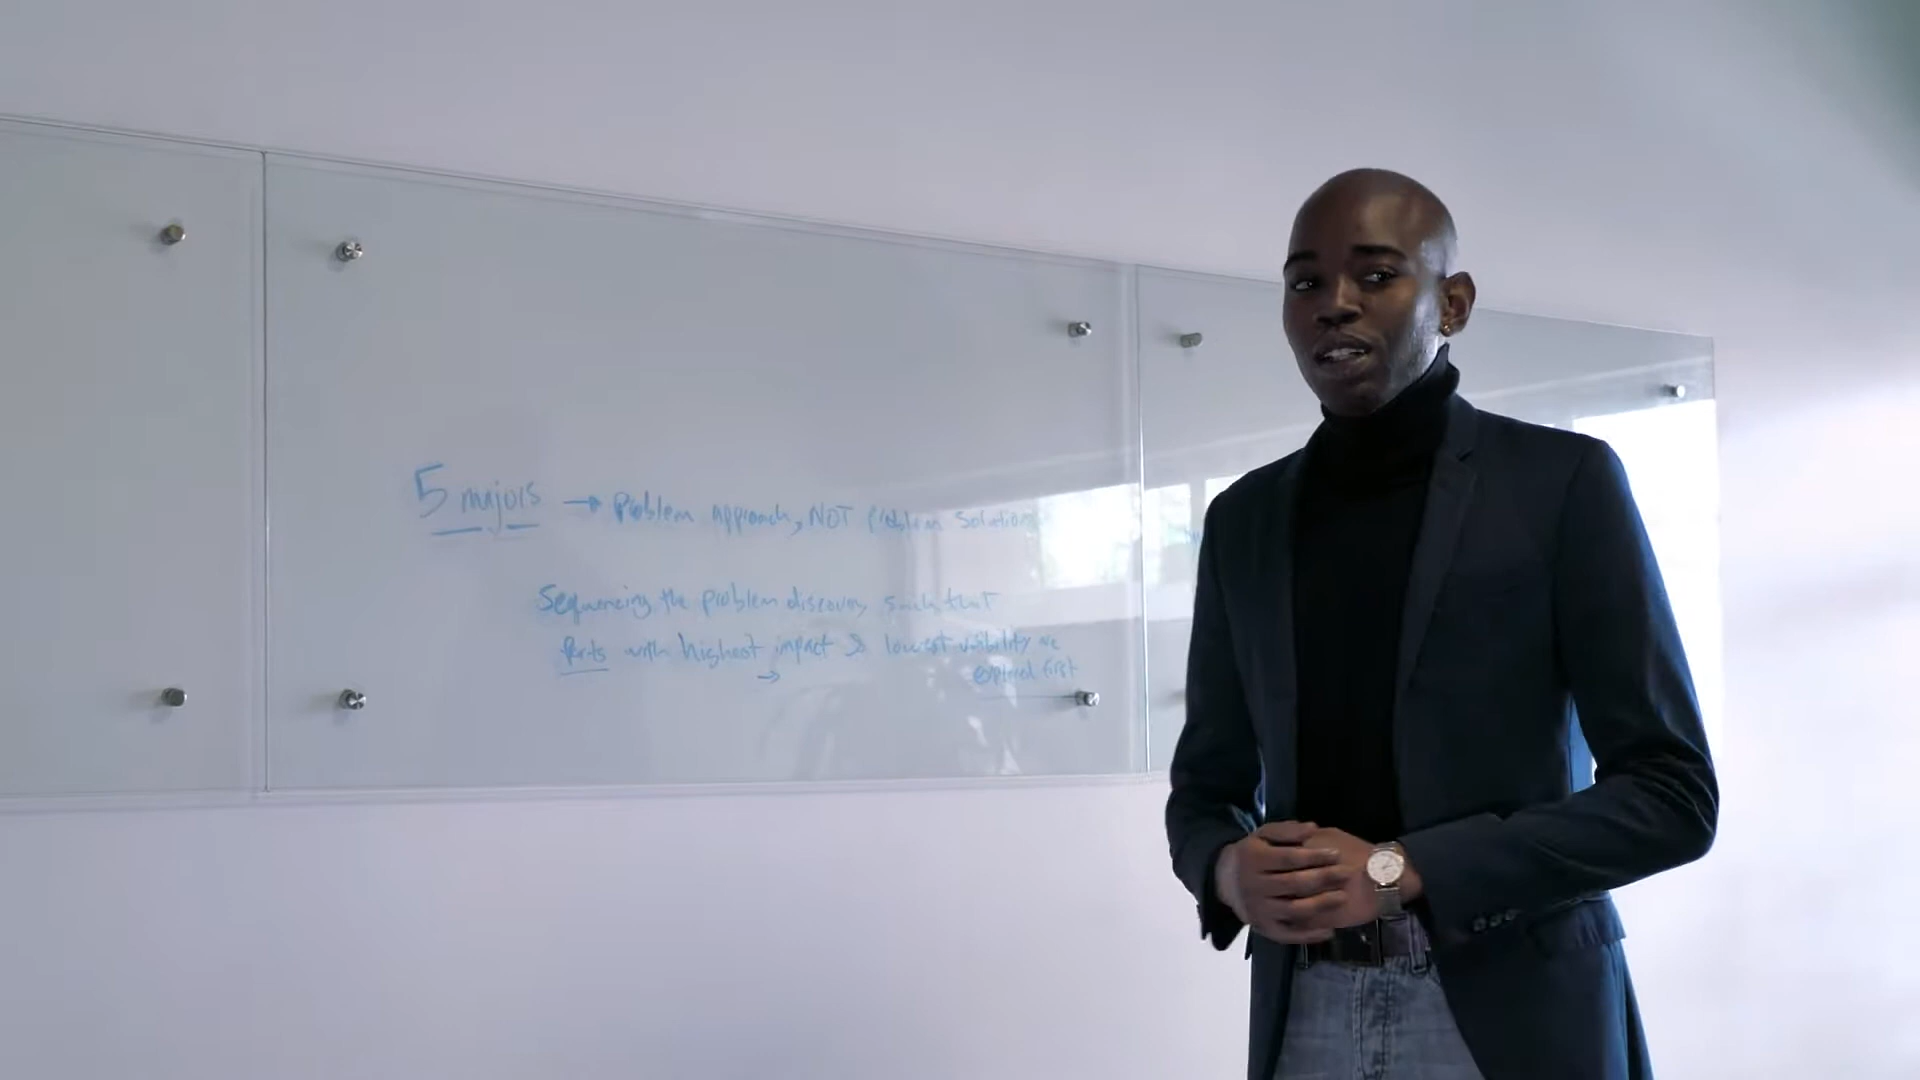 5 majors → Problem approach, NOT problem solution
Sequencing the problem discovery such that
Parts with highest impact & lowest visibility are
explored first